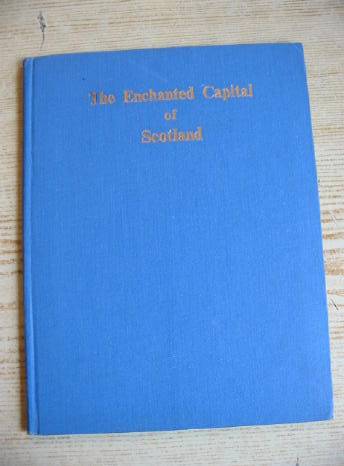 The Enchanted Capital
of
Scotland